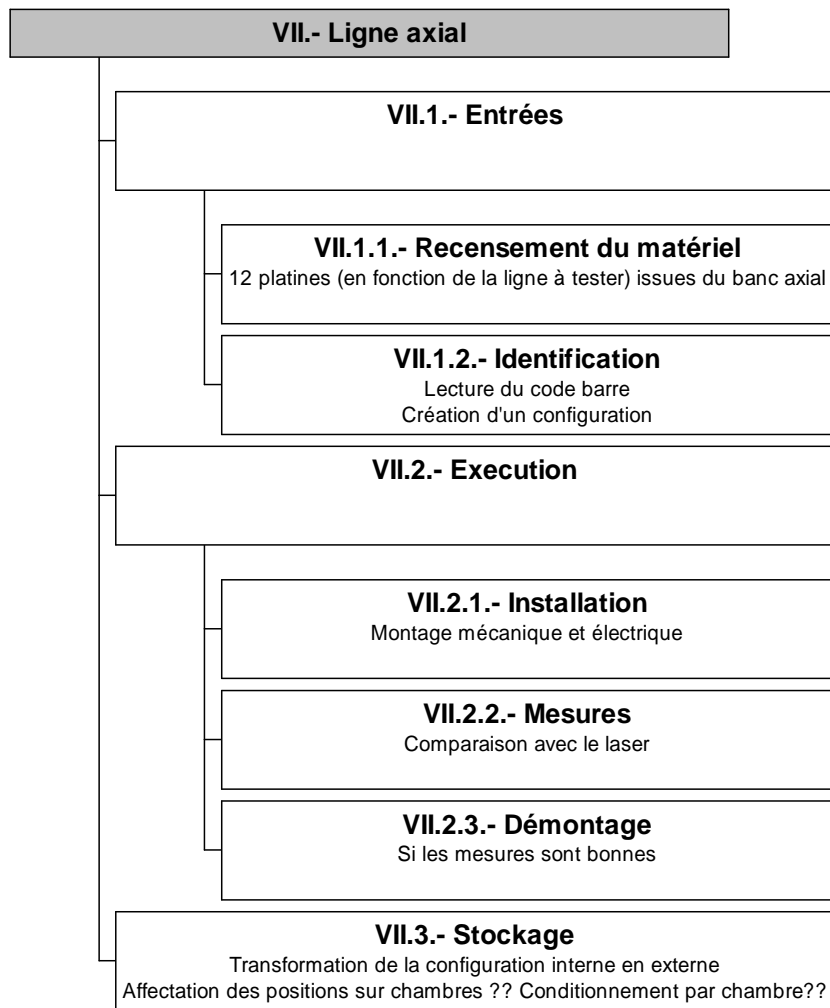 VII.- Ligne axial
VII.1.- Entrées
VII.1.1.- Recensement du matériel
12 platines (en fonction de la ligne à tester) issues du banc axial
VII.1.2.- Identification
Lecture du code barre
Création d'un configuration
VII.2.- Execution
VII.2.1.- Installation
Montage mécanique et électrique
VII.2.2.- Mesures
Comparaison avec le laser
VII.2.3.- Démontage
Si les mesures sont bonnes
VII.3.- Stockage
Transformation de la configuration interne en externe
Affectation des positions sur chambres ?? Conditionnement par chambre??